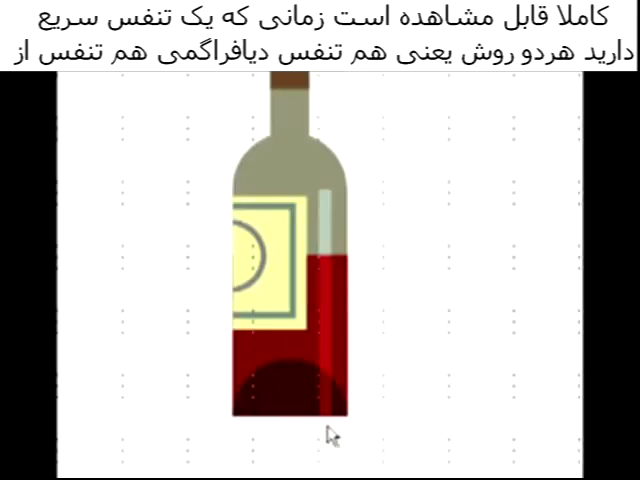 کاملا قابل مشاهده است زمانی که یک تنفس سریع
دارید هردو روش یعنی هم تنفس دیافراگمی هم تنفس از